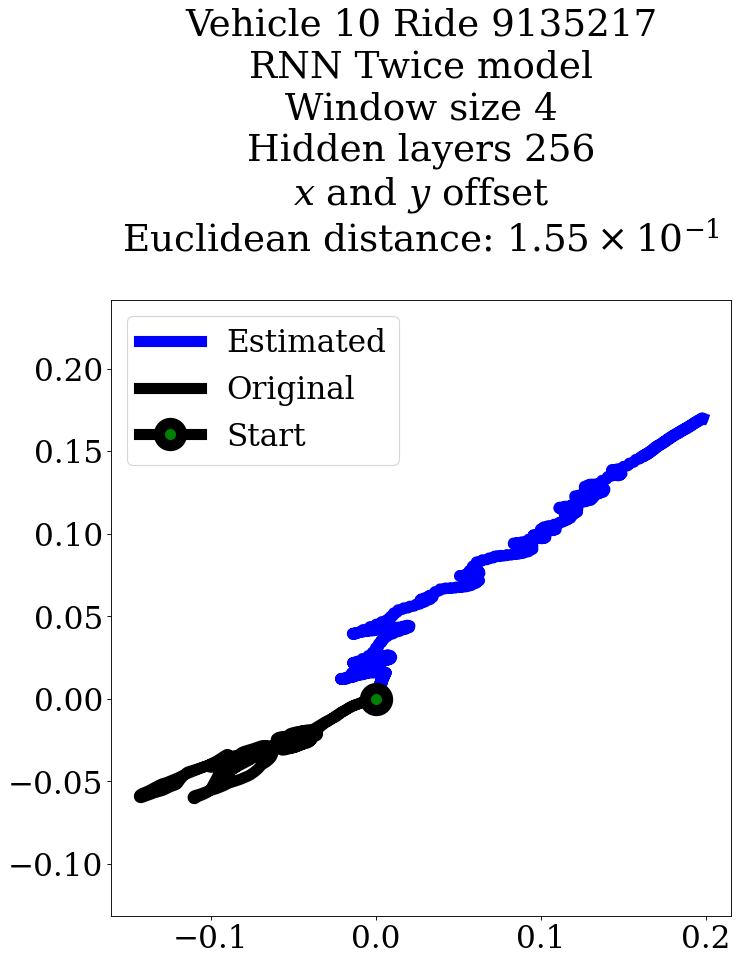 Vehicle 10 Ride 9135217
RNN Twice model
Window size 4
Hidden layers 256
x and y offset
Euclidean distance: 1.55 × 10⁻¹
Estimated
Original
Start
0.20
0.15
0.10
0.05
0.00
−0.05
−0.10
−0.1 0.0 0.1 0.2